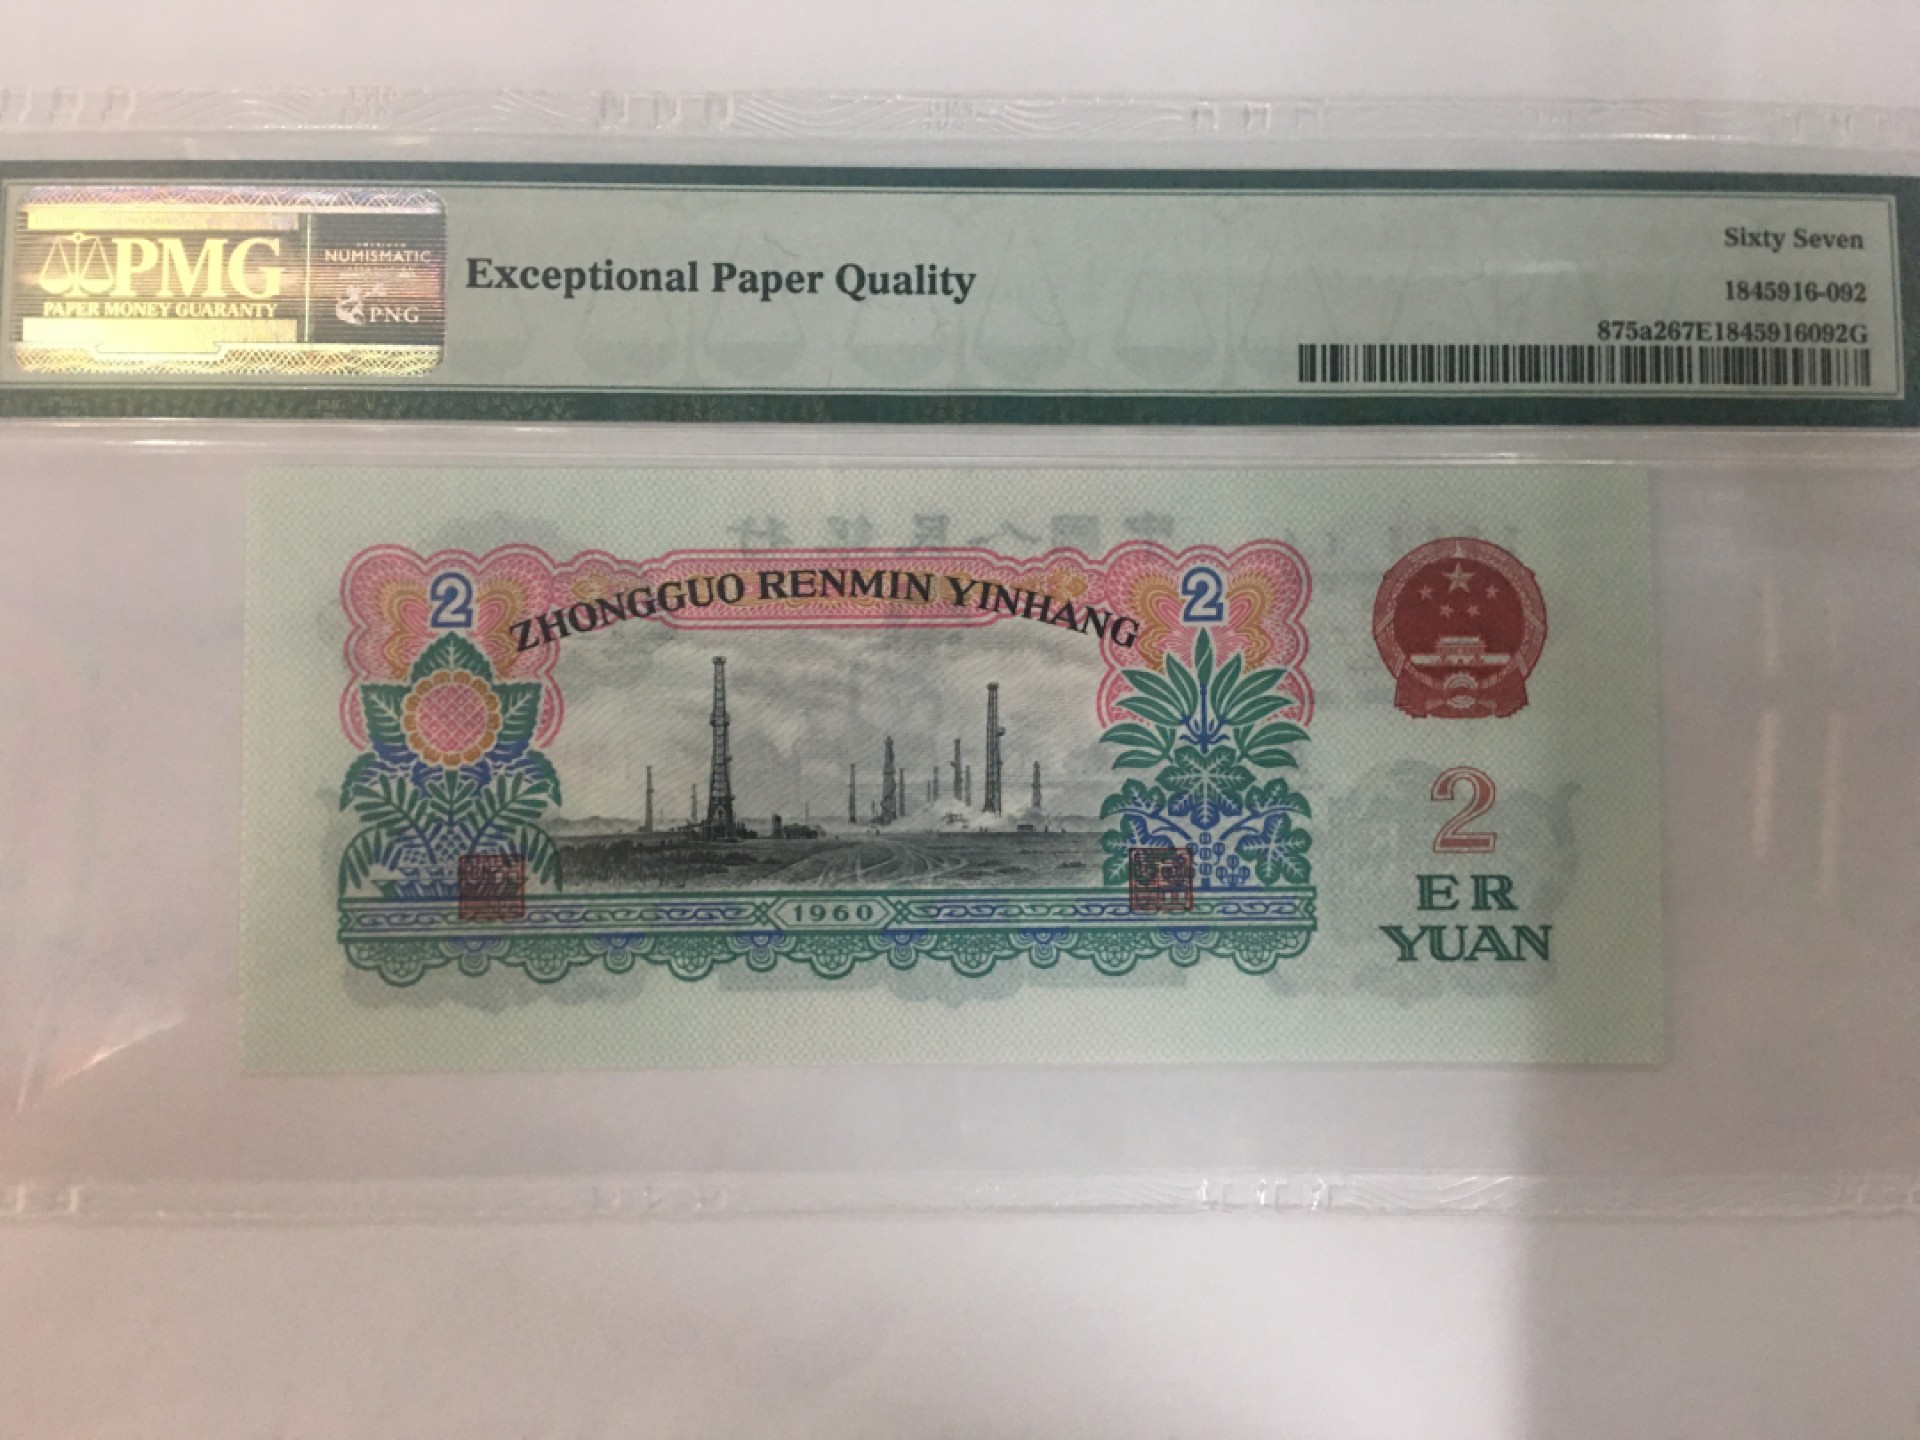 PMG
PAPER MONEY GUARANTY
NUMISMATIC
PNG
Exceptional Paper Quality
Sixty Seven
1845916-092
875a267E1845916092G
2
ZHONGGUO RENMIN YINHANG
2
1960
2
ER
YUAN